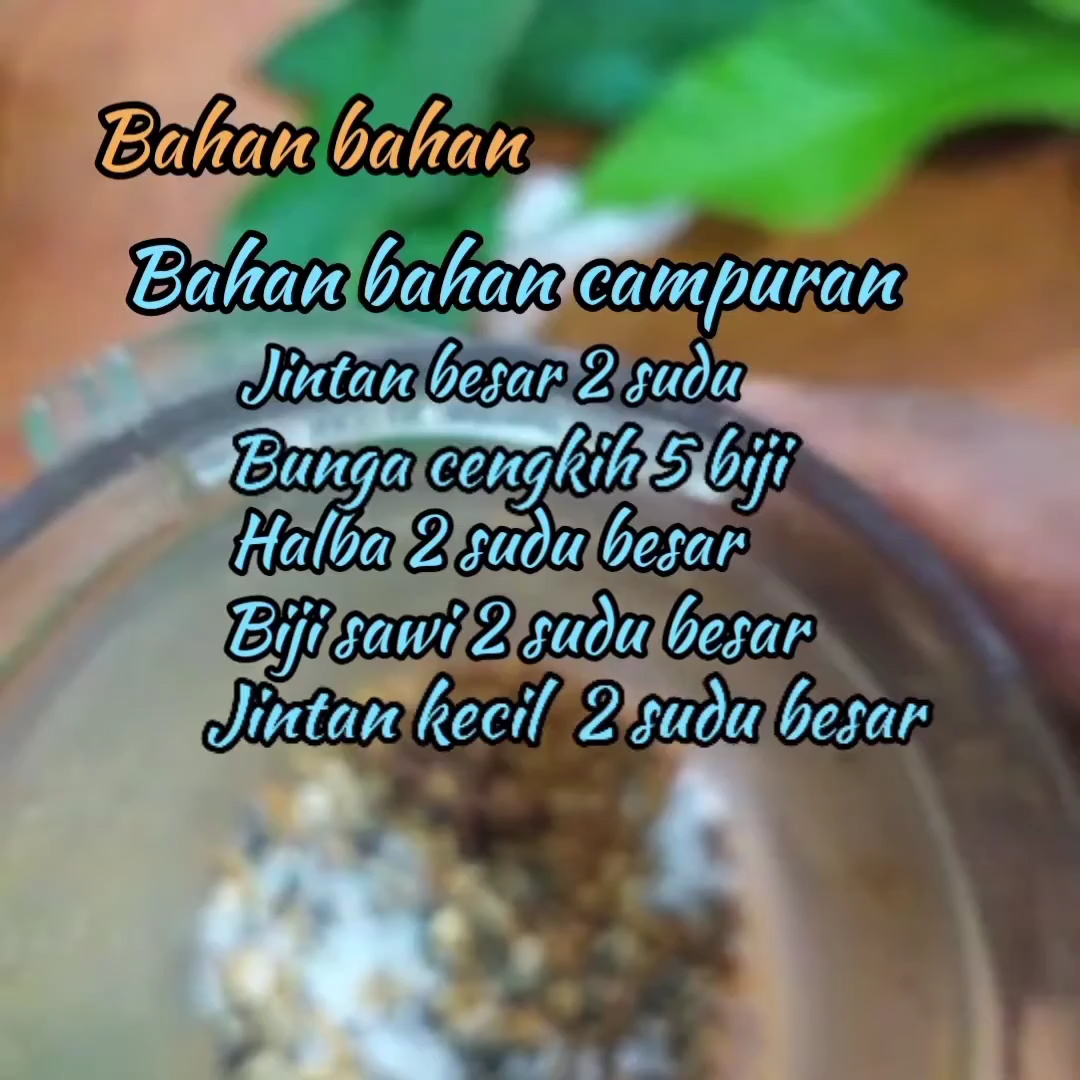 Bahan bahan
Bahan bahan campuran
Jintan besar 2 sudu
Bunga cengkih 5 biji
Halba 2 sudu besar
Biji sawi 2 sudu besar
Jintan kecil 2 sudu besar